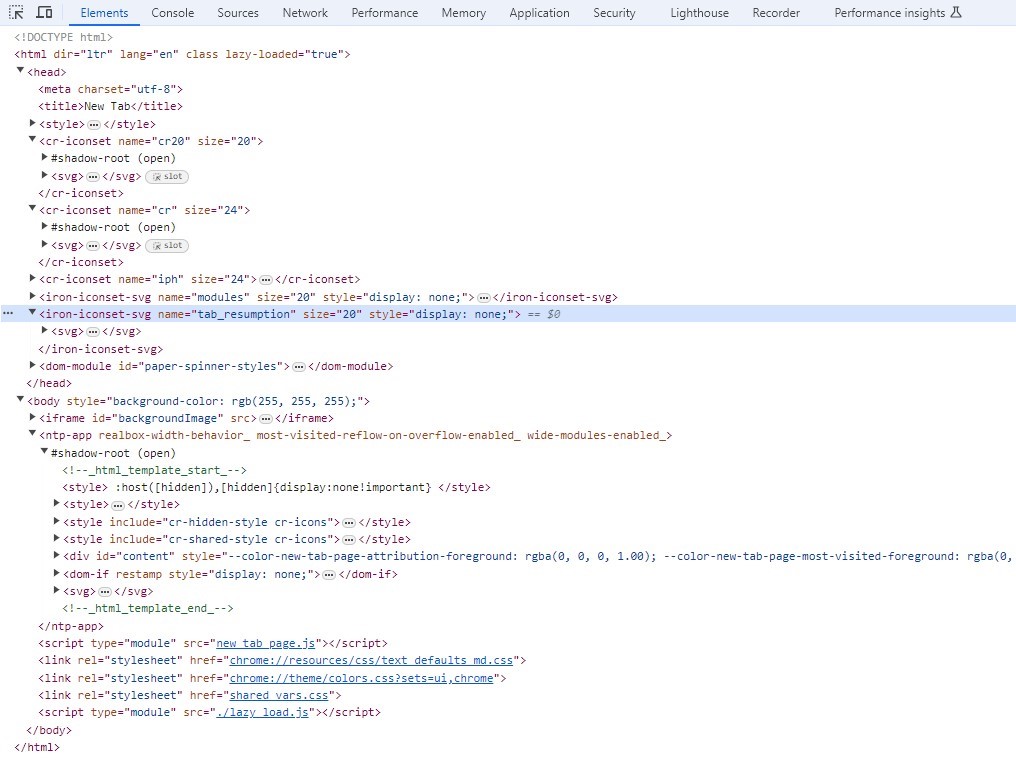 Elements Console Sources Network Performance Memory Application Security Lighthouse Recorder Performance insights
<!DOCTYPE html>
<html dir="ltr" lang="en" class lazy-loaded="true">
<head>
<meta charset="utf-8">
<title>New Tab</title>
<style>…</style>
<cr-iconset name="cr20" size="20">
#shadow-root (open)
<svg>…</svg> slot
</cr-iconset>
<cr-iconset name="cr" size="24">
#shadow-root (open)
<svg>…</svg> slot
</cr-iconset>
<cr-iconset name="iph" size="24">…</cr-iconset>
<iron-iconset-svg name="modules" size="20" style="display: none;">…</iron-iconset-svg>
<iron-iconset-svg name="tab_resumption" size="20" style="display: none;"> == $0
<svg>…</svg>
</iron-iconset-svg>
<dom-module id="paper-spinner-styles">…</dom-module>
</head>
<body style="background-color: rgb(255, 255, 255);">
<iframe id="backgroundImage" src>…</iframe>
<ntp-app realbox-width-behavior_ most-visited-reflow-on-overflow-enabled_ wide-modules-enabled_>
#shadow-root (open)
<!--_html_template_start_-->
<style> :host([hidden]),[hidden]{display:none!important} </style>
<style>…</style>
<style include="cr-hidden-style cr-icons">…</style>
<style include="cr-shared-style cr-icons">…</style>
<div id="content" style="--color-new-tab-page-attribution-foreground: rgba(0, 0, 0, 1.00); --color-new-tab-page-most-visited-foreground: rgba(0,
<dom-if restamp style="display: none;">…</dom-if>
<svg>…</svg>
<!--_html_template_end_-->
</ntp-app>
<script type="module" src="new_tab_page.js"></script>
<link rel="stylesheet" href="chrome://resources/css/text_defaults_md.css">
<link rel="stylesheet" href="chrome://theme/colors.css?sets=ui,chrome">
<link rel="stylesheet" href="shared_vars.css">
<script type="module" src="./lazy_load.js"></script>
</body>
</html>